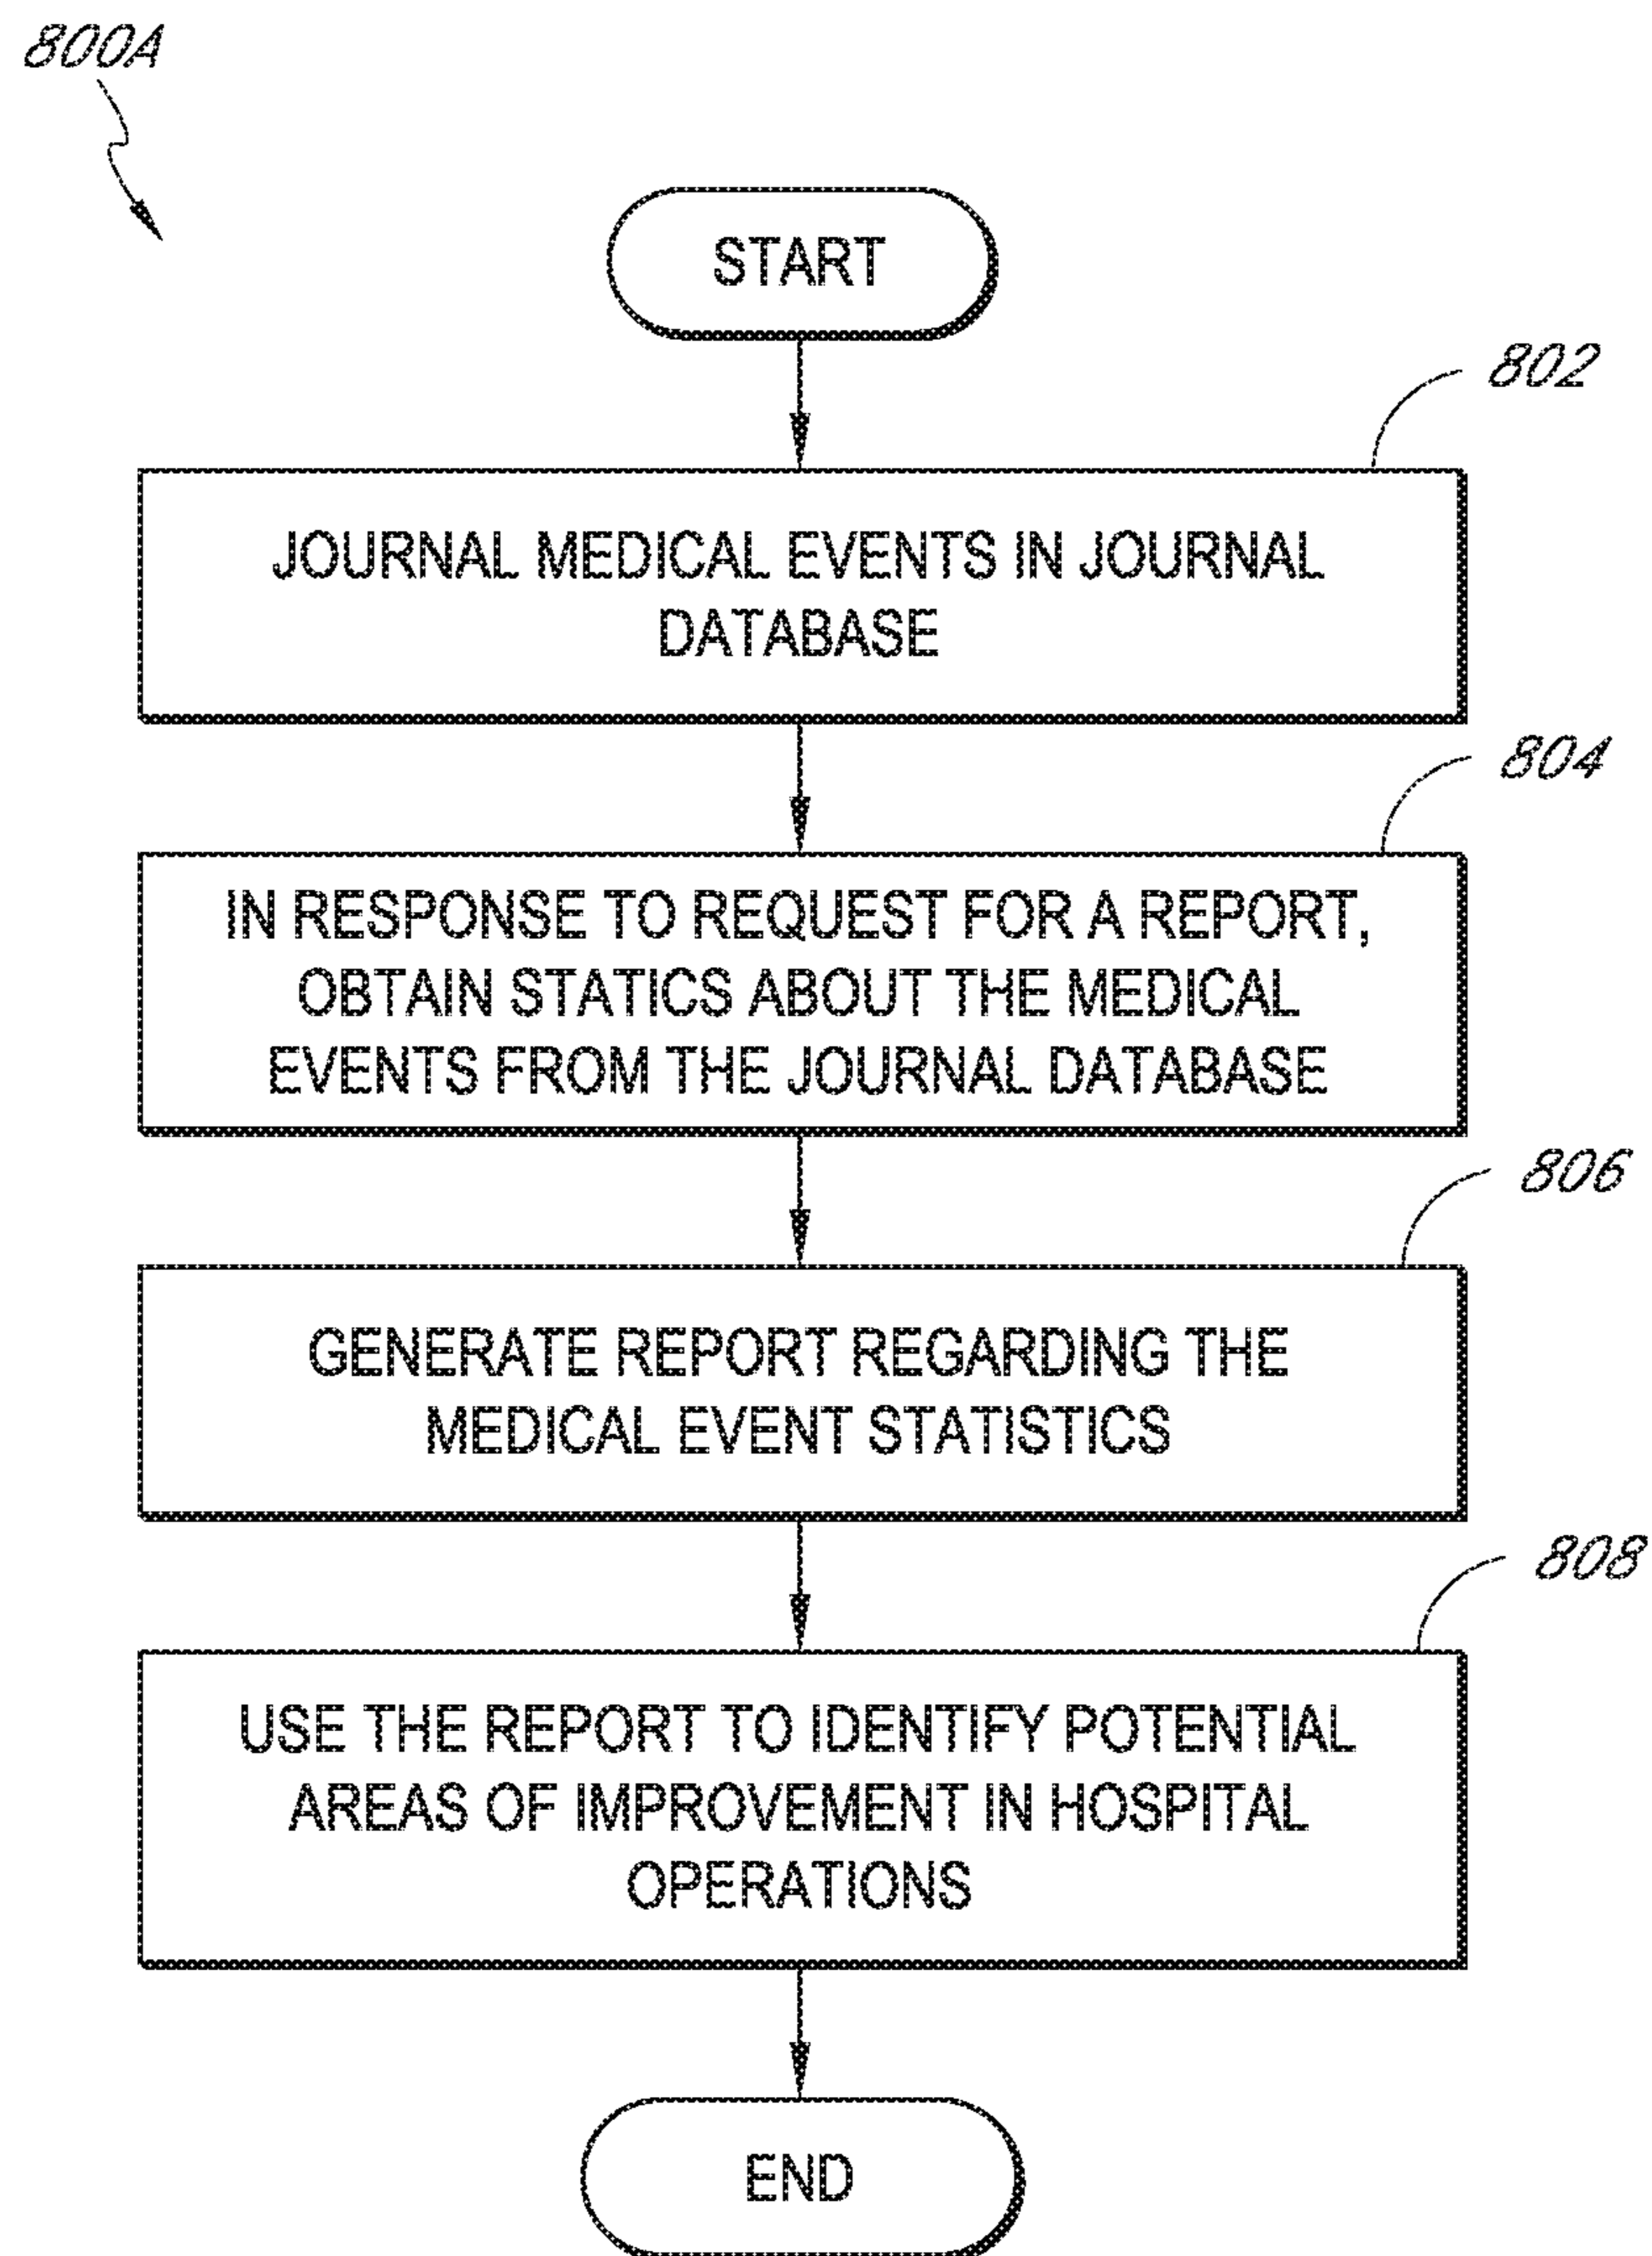 800A
START
802
JOURNAL MEDICAL EVENTS IN JOURNAL
DATABASE
804
IN RESPONSE TO REQUEST FOR A REPORT,
OBTAIN STATICS ABOUT THE MEDICAL
EVENTS FROM THE JOURNAL DATABASE
806
GENERATE REPORT REGARDING THE
MEDICAL EVENT STATISTICS
808
USE THE REPORT TO IDENTIFY POTENTIAL
AREAS OF IMPROVEMENT IN HOSPITAL
OPERATIONS
END